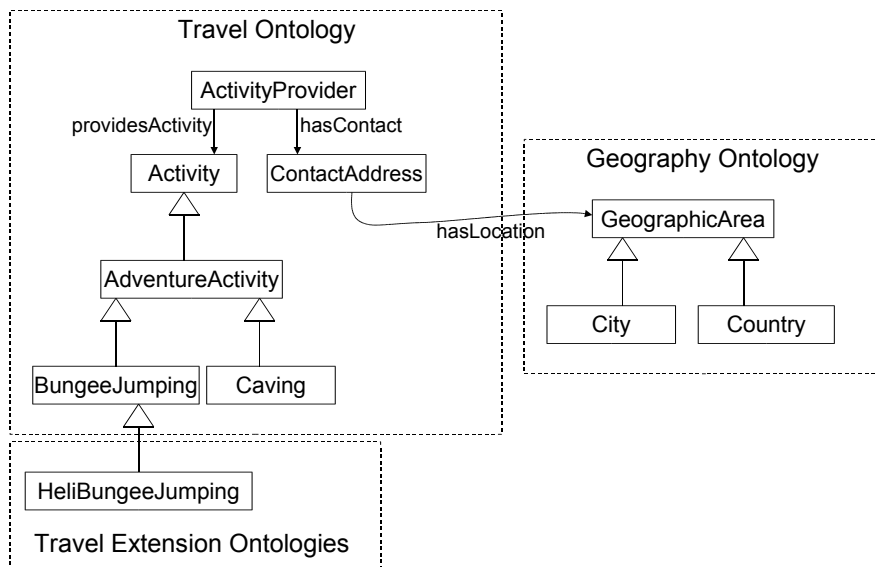 Travel Ontology
ActivityProvider
providesActivity
hasContact
Activity
ContactAddress
Geography Ontology
GeographicArea
hasLocation
AdventureActivity
City
Country
BungeeJumping
Caving
HeliBungeeJumping
Travel Extension Ontologies